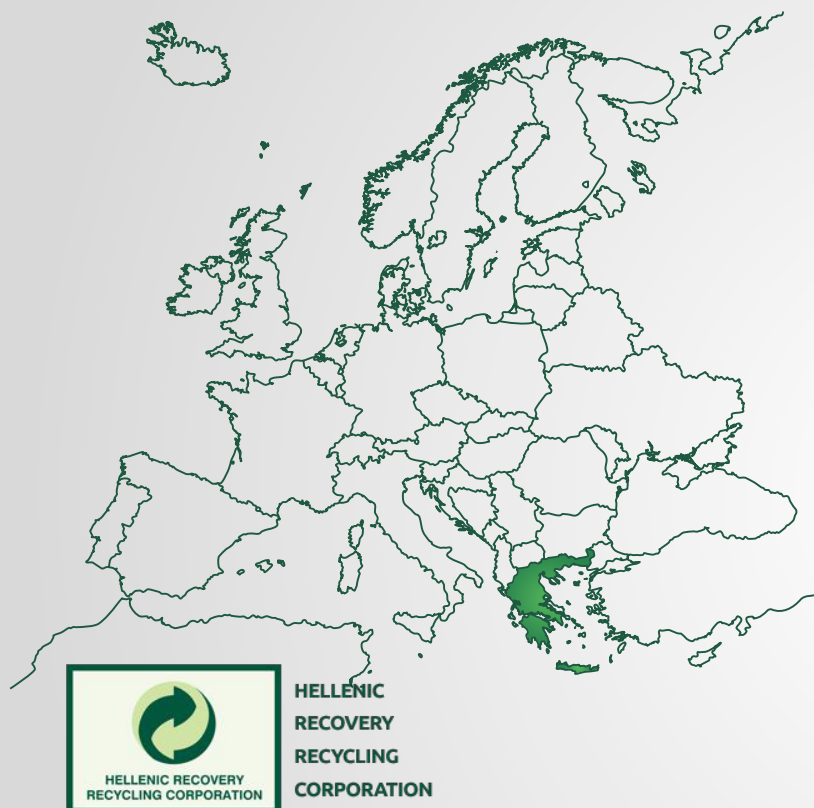 HELLENIC RECOVERY
RECYCLING CORPORATION
HELLENIC
RECOVERY
RECYCLING
CORPORATION